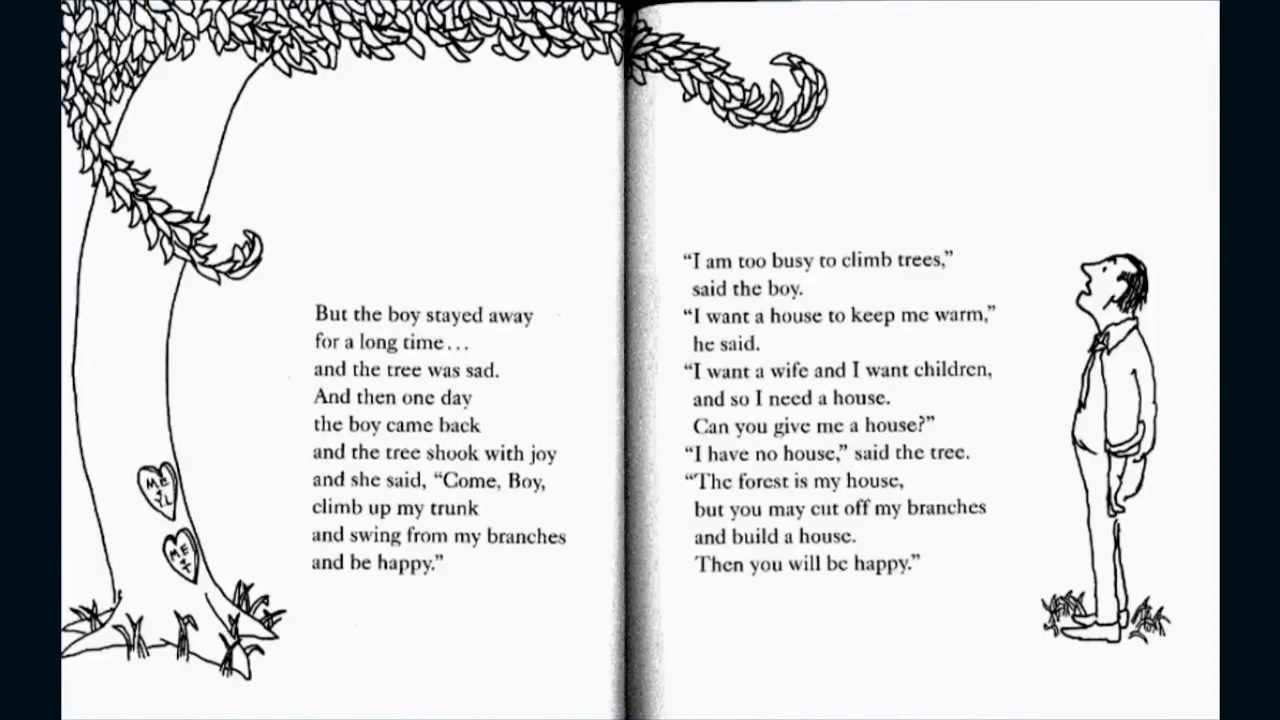 But the boy stayed away
for a long time...
and the tree was sad.
And then one day
the boy came back
and the tree shook with joy
and she said, “Come, Boy,
climb up my trunk
and swing from my branches
and be happy.”
“I am too busy to climb trees,”
said the boy.
“I want a house to keep me warm,”
he said.
“I want a wife and I want children,
and so I need a house.
Can you give me a house?”
“I have no house,” said the tree.
“The forest is my house,
but you may cut off my branches
and build a house.
Then you will be happy.”
ME
+
YL
ME
+